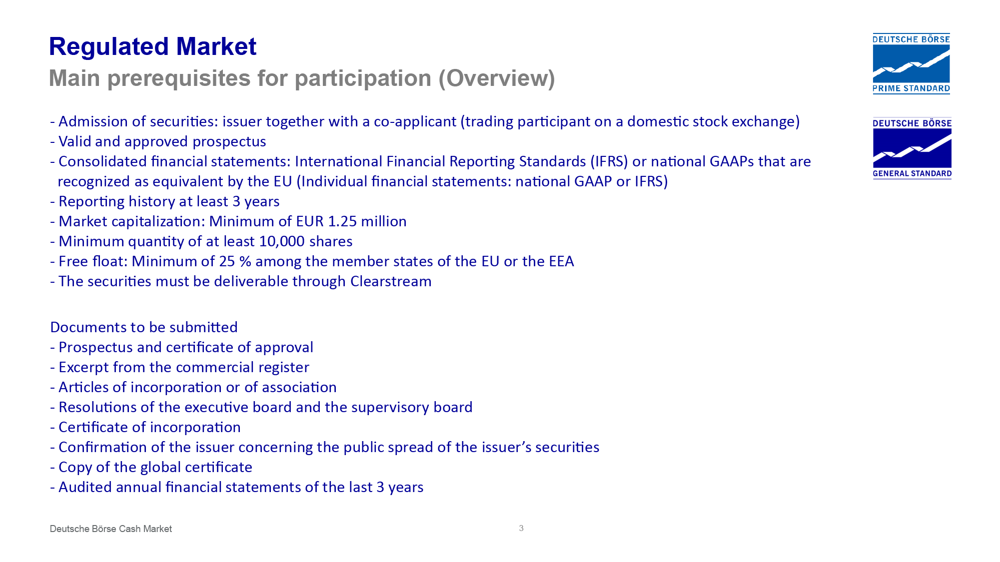 Regulated Market
Main prerequisites for participation (Overview)
DEUTSCHE BÖRSE
PRIME STANDARD
DEUTSCHE BÖRSE
GENERAL STANDARD
- Admission of securities: issuer together with a co-applicant (trading participant on a domestic stock exchange)
- Valid and approved prospectus
- Consolidated financial statements: International Financial Reporting Standards (IFRS) or national GAAPs that are
recognized as equivalent by the EU (Individual financial statements: national GAAP or IFRS)
- Reporting history at least 3 years
- Market capitalization: Minimum of EUR 1.25 million
- Minimum quantity of at least 10,000 shares
- Free float: Minimum of 25 % among the member states of the EU or the EEA
- The securities must be deliverable through Clearstream
Documents to be submitted
- Prospectus and certificate of approval
- Excerpt from the commercial register
- Articles of incorporation or of association
- Resolutions of the executive board and the supervisory board
- Certificate of incorporation
- Confirmation of the issuer concerning the public spread of the issuer’s securities
- Copy of the global certificate
- Audited annual financial statements of the last 3 years
Deutsche Börse Cash Market
3